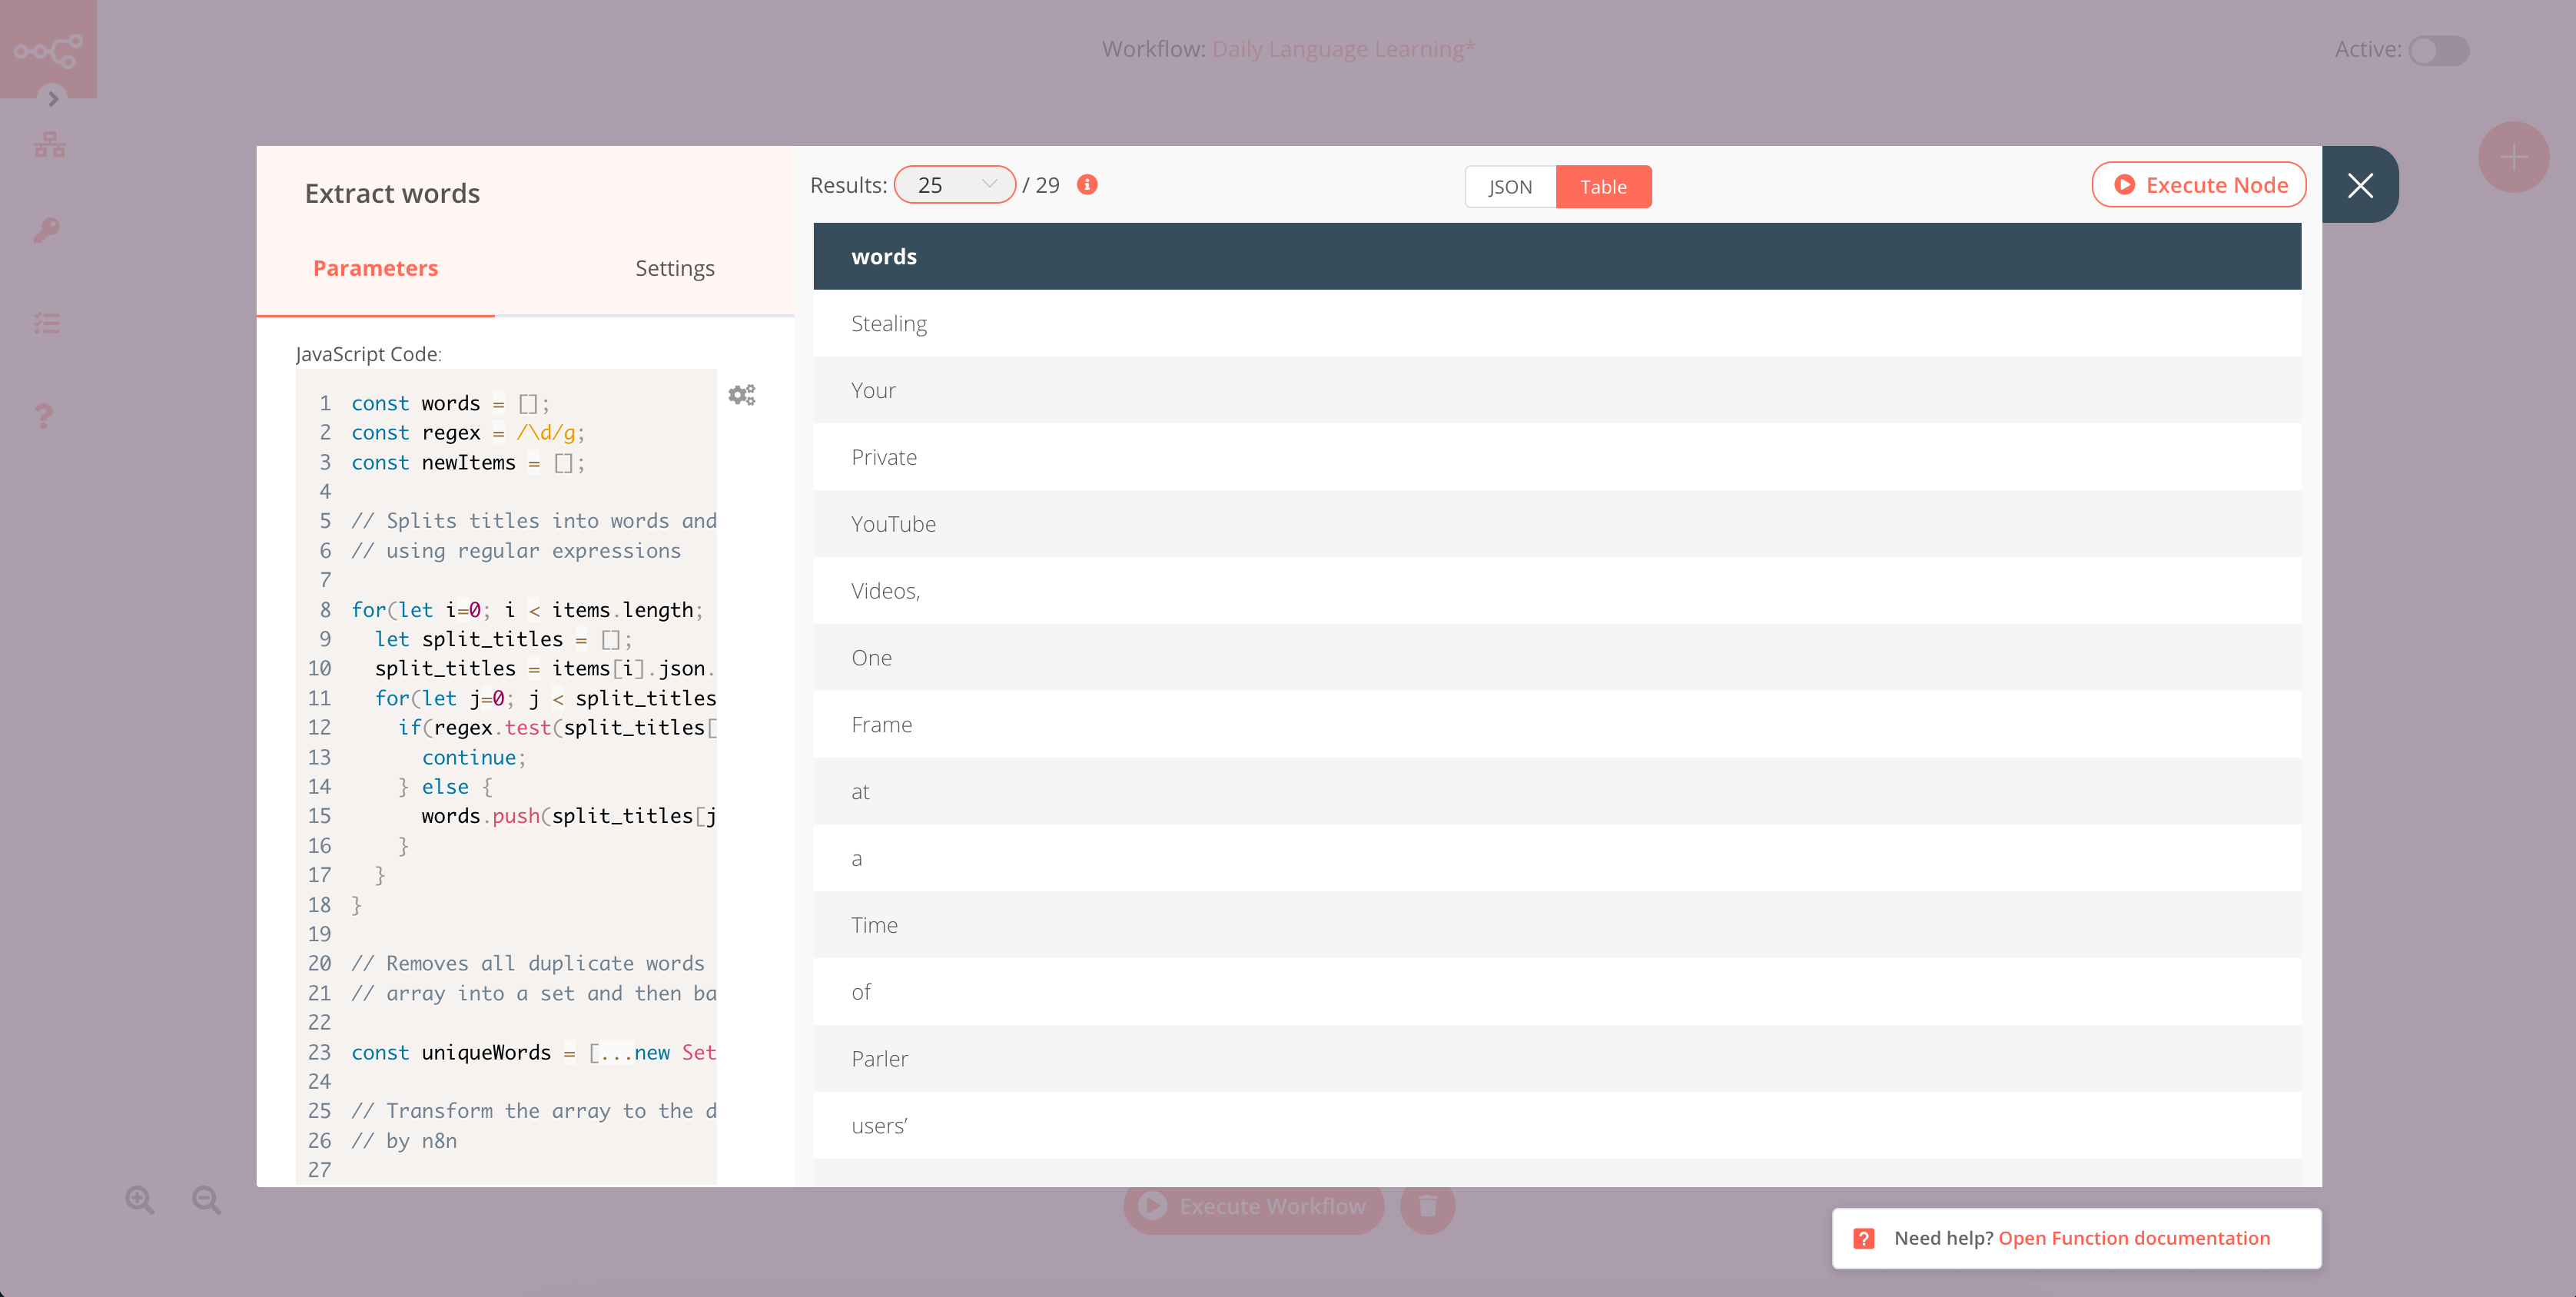 Workflow: Daily Language Learning*
Active:
Extract words
Parameters
Settings
JavaScript Code:
1 const words = [];
2 const regex = /\d/g;
3 const newItems = [];
4
5 // Splits titles into words and
6 // using regular expressions
7
8 for(let i=0; i < items.length;
9 let split_titles = [];
10 split_titles = items[i].json.
11 for(let j=0; j < split_titles
12 if(regex.test(split_titles[
13 continue;
14 } else {
15 words.push(split_titles[j
16 }
17 }
18 }
19
20 // Removes all duplicate words
21 // array into a set and then ba
22
23 const uniqueWords = [...new Set
24
25 // Transform the array to the d
26 // by n8n
27
Results: 25 / 29
JSON
Table
Execute Node
words
Stealing
Your
Private
YouTube
Videos,
One
Frame
at
a
Time
of
Parler
users’
Execute Workflow
Need help? Open Function documentation